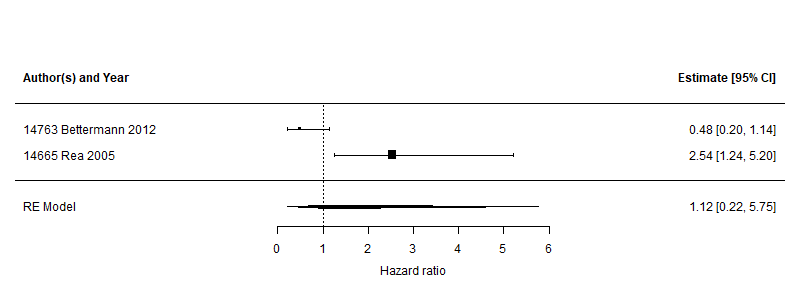 Author(s) and Year Estimate [95% CI]
14763 Bettermann 2012 0.48 [0.20, 1.14]
14665 Rea 2005 2.54 [1.24, 5.20]
RE Model 1.12 [0.22, 5.75]
0 1 2 3 4 5 6
Hazard ratio